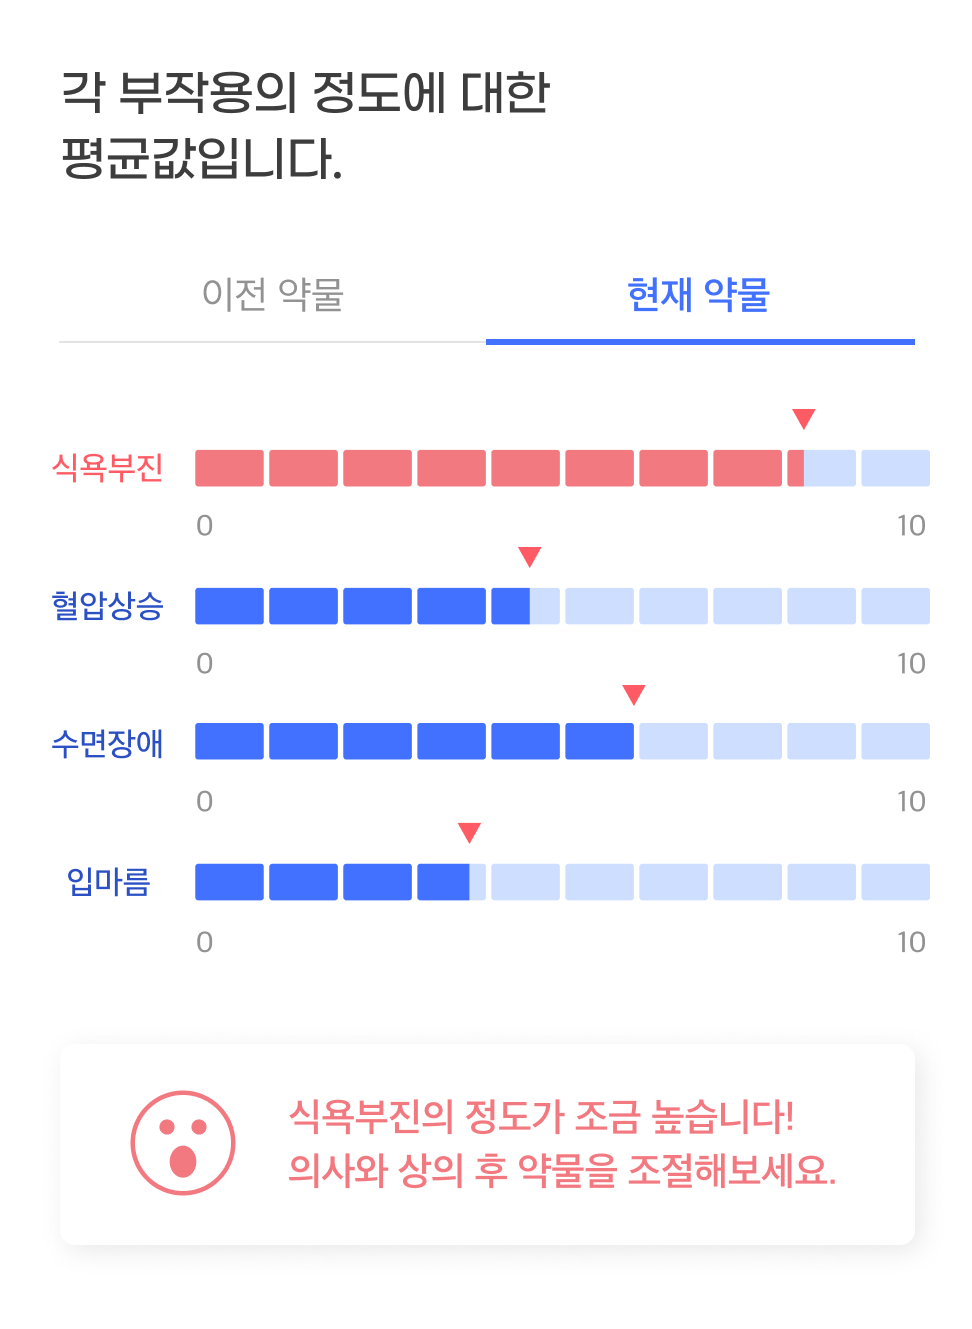 각 부작용의 정도에 대한
평균값입니다.
이전 약물 현재 약물
식욕부진
0 10
혈압상승
0 10
수면장애
0 10
입마름
0 10
식욕부진의 정도가 조금 높습니다!
의사와 상의 후 약물을 조절해보세요.